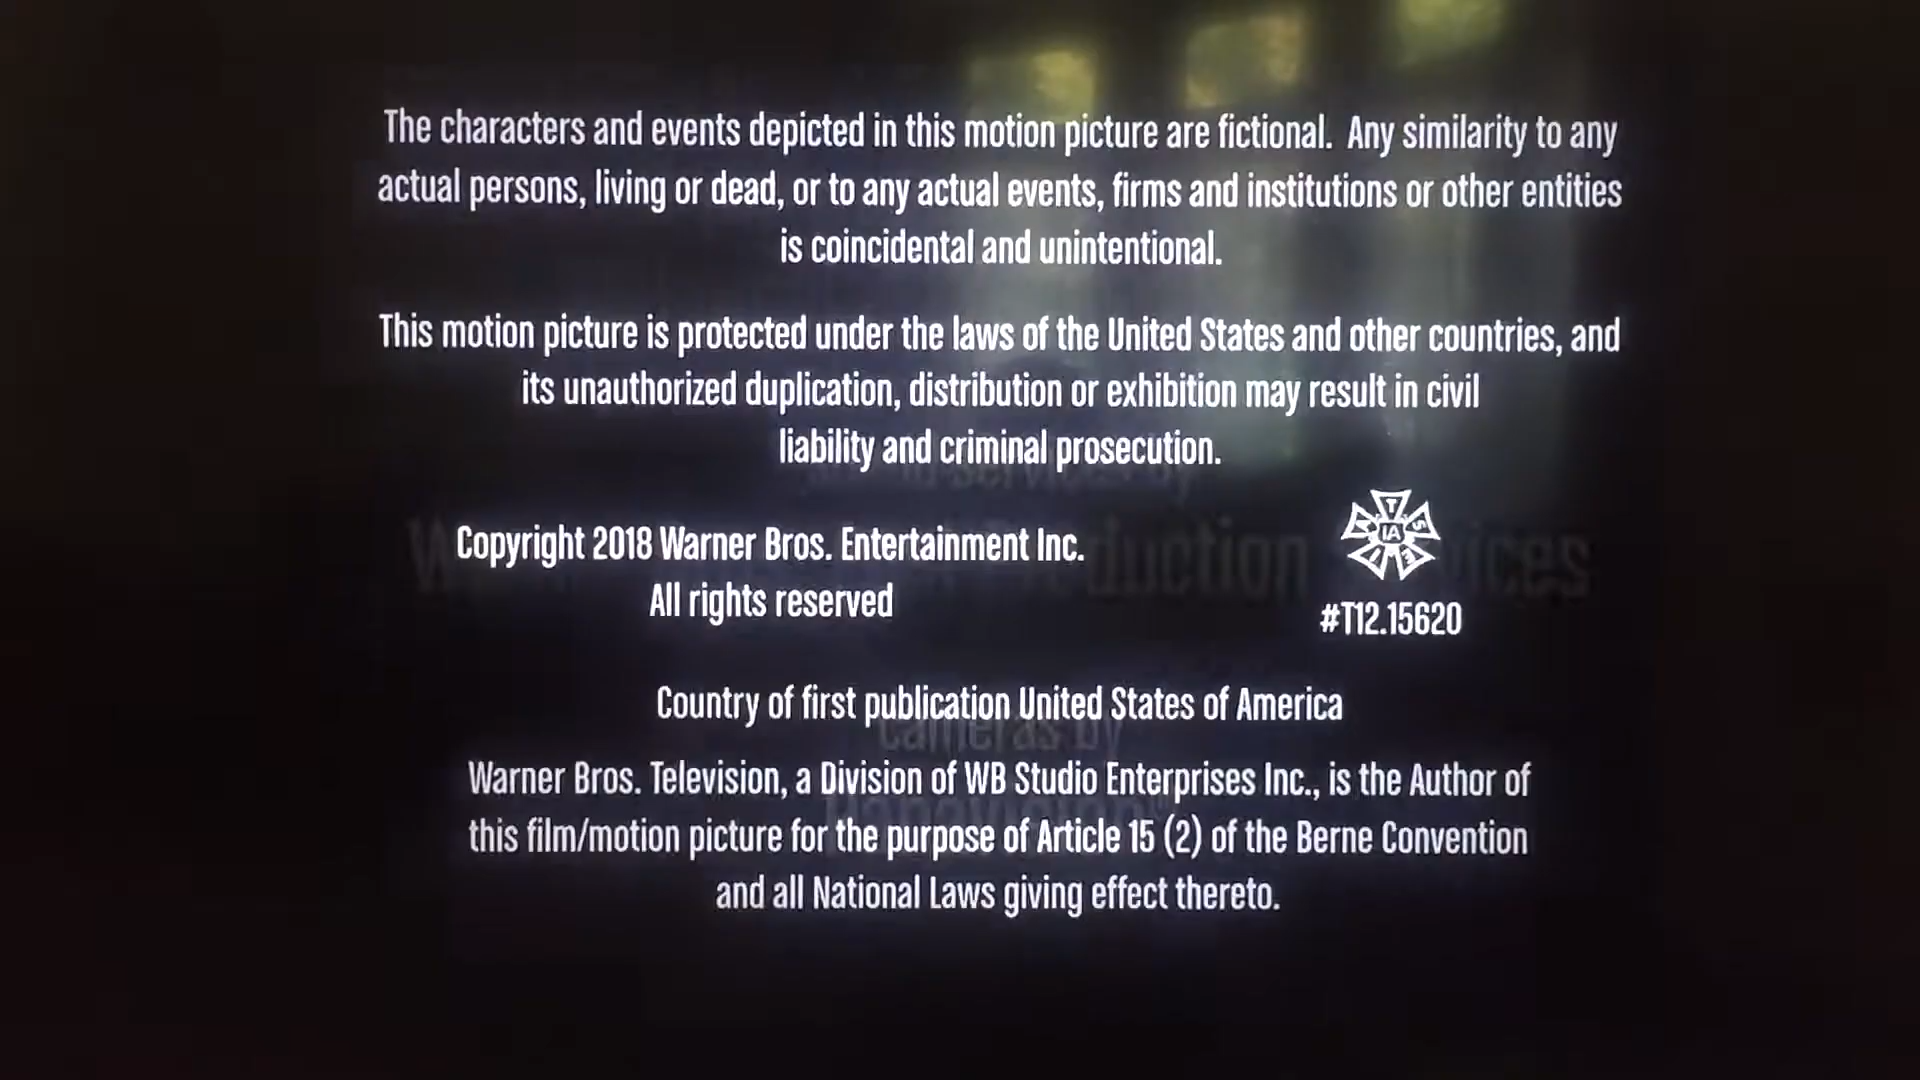 The characters and events depicted in this motion picture are fictional. Any similarity to any
actual persons, living or dead, or to any actual events, firms and institutions or other entities
is coincidental and unintentional.
This motion picture is protected under the laws of the United States and other countries, and
its unauthorized duplication, distribution or exhibition may result in civil
liability and criminal prosecution.
Copyright 2018 Warner Bros. Entertainment Inc.
All rights reserved
IA T S E
#T12.15620
Country of first publication United States of America
cameras by
Warner Bros. Television, a Division of WB Studio Enterprises Inc., is the Author of
this film/motion picture for the purpose of Article 15 (2) of the Berne Convention
and all National Laws giving effect thereto.